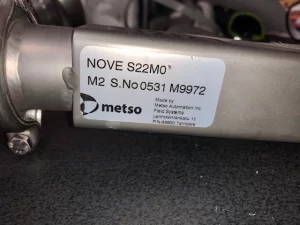 NOVE S22M0
M2 S.No 0531 M9972
metso
Made by
Metso Automation Inc.
Field Systems